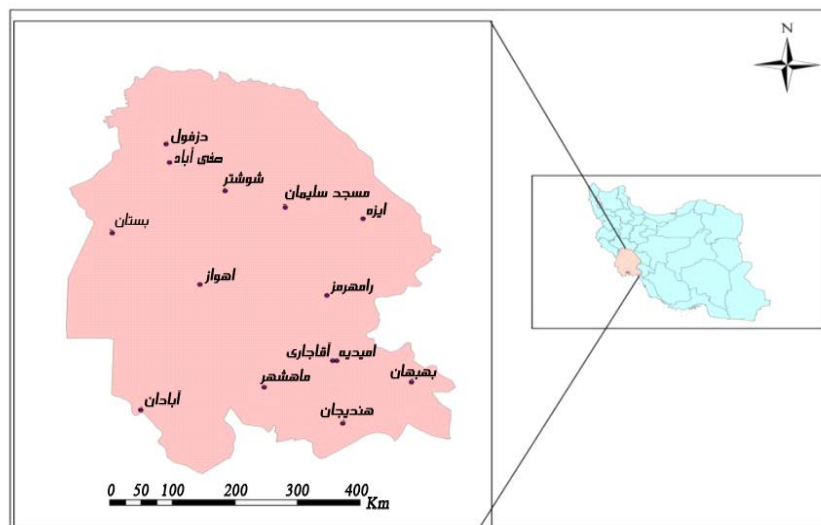 N
دزفول
صفی آباد
شوشتر
مسجد سلیمان
ایزه
بستان
اهواز
رامهرمز
امیدیه
آقاجاری
ماهشهر
بهبهان
آبادان
هندیجان
0 50 100 200 300 400
Km